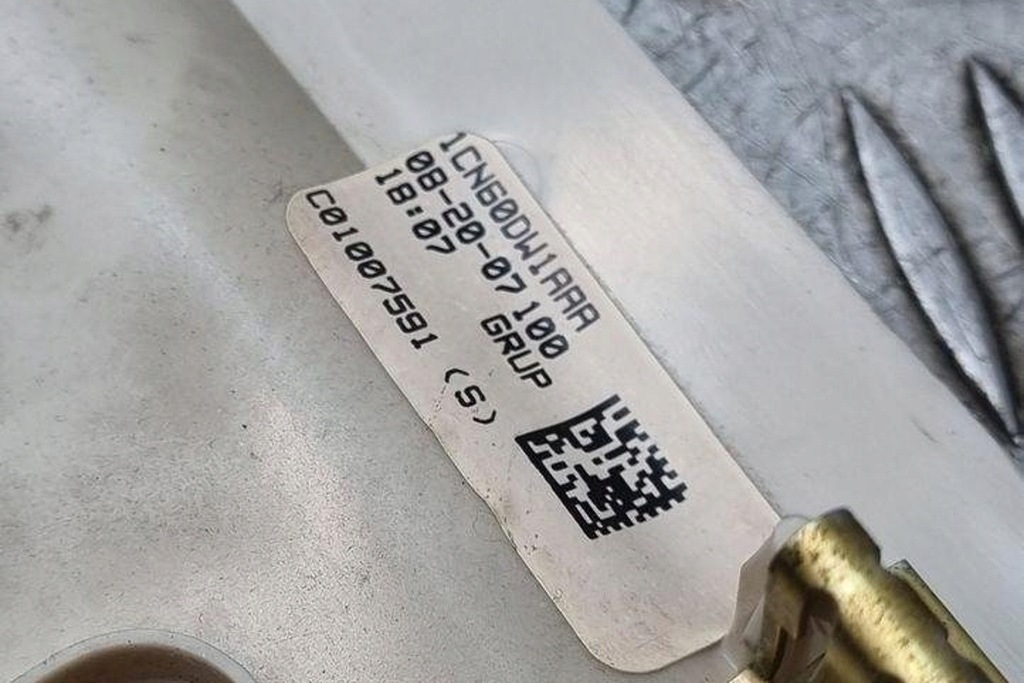 1CN60DW1AAA
08-20-07 100
18:07 GRUP
C01007591 (S)